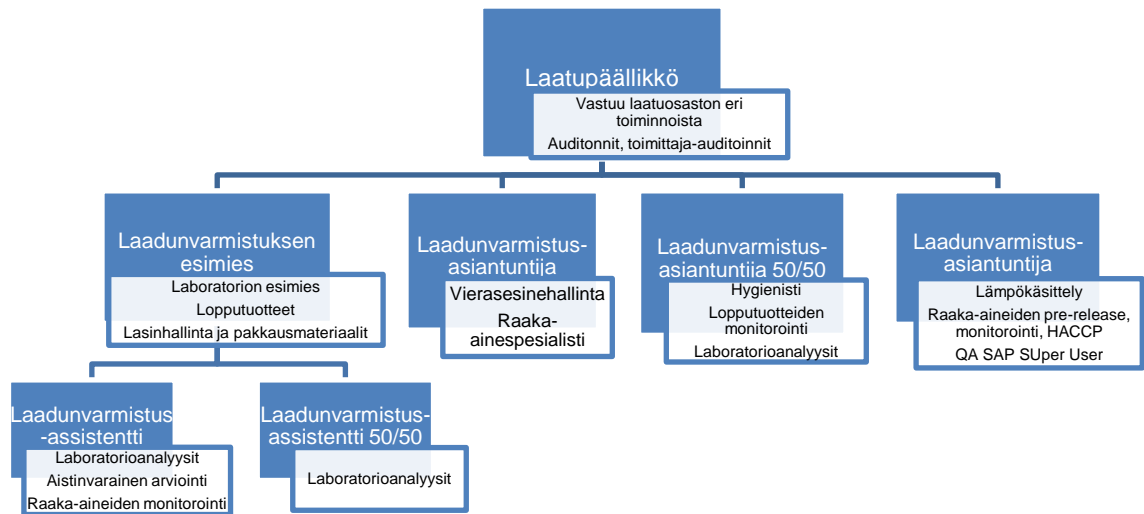 Laatupäällikkö
Vastuu laatuosaston eri
toiminnoista
Auditonnit, toimittaja-auditoinnit
Laadunvarmistuksen
esimies
Laboratorion esimies
Lopputuotteet
Lasinhallinta ja pakkausmateriaalit
Laadunvarmistus-
asiantuntija
Vierasesinehallinta
Raaka-
ainespesialisti
Laadunvarmistus-
asiantuntija 50/50
Hygienisti
Lopputuotteiden
monitorointi
Laboratorioanalyysit
Laadunvarmistus-
asiantuntija
Lämpökäsittely
Raaka-aineiden pre-release,
monitorointi, HACCP
QA SAP SUper User
Laadunvarmistus
-assistentti
Laboratorioanalyysit
Aistinvarainen arviointi
Raaka-aineiden monitorointi
Laadunvarmistus-
assistentti 50/50
Laboratorioanalyysit